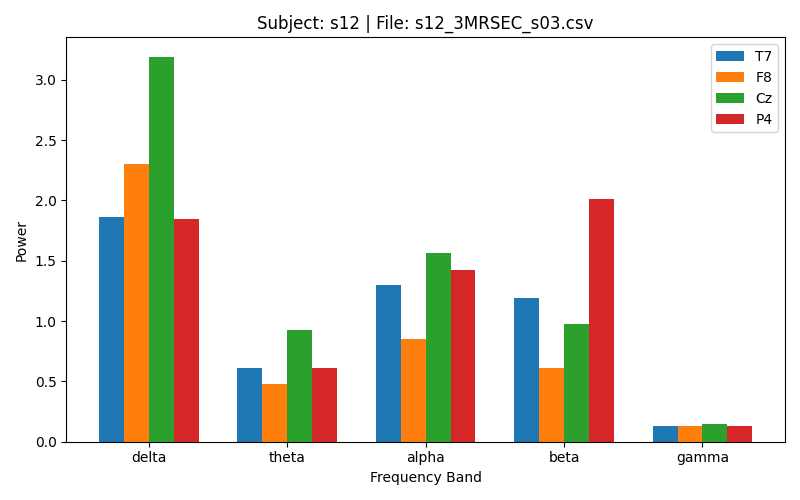 Subject: s12 | File: s12_3MRSEC_s03.csv
T7
F8
Cz
P4
Power
3.0
2.5
2.0
1.5
1.0
0.5
0.0
delta theta alpha beta gamma
Frequency Band